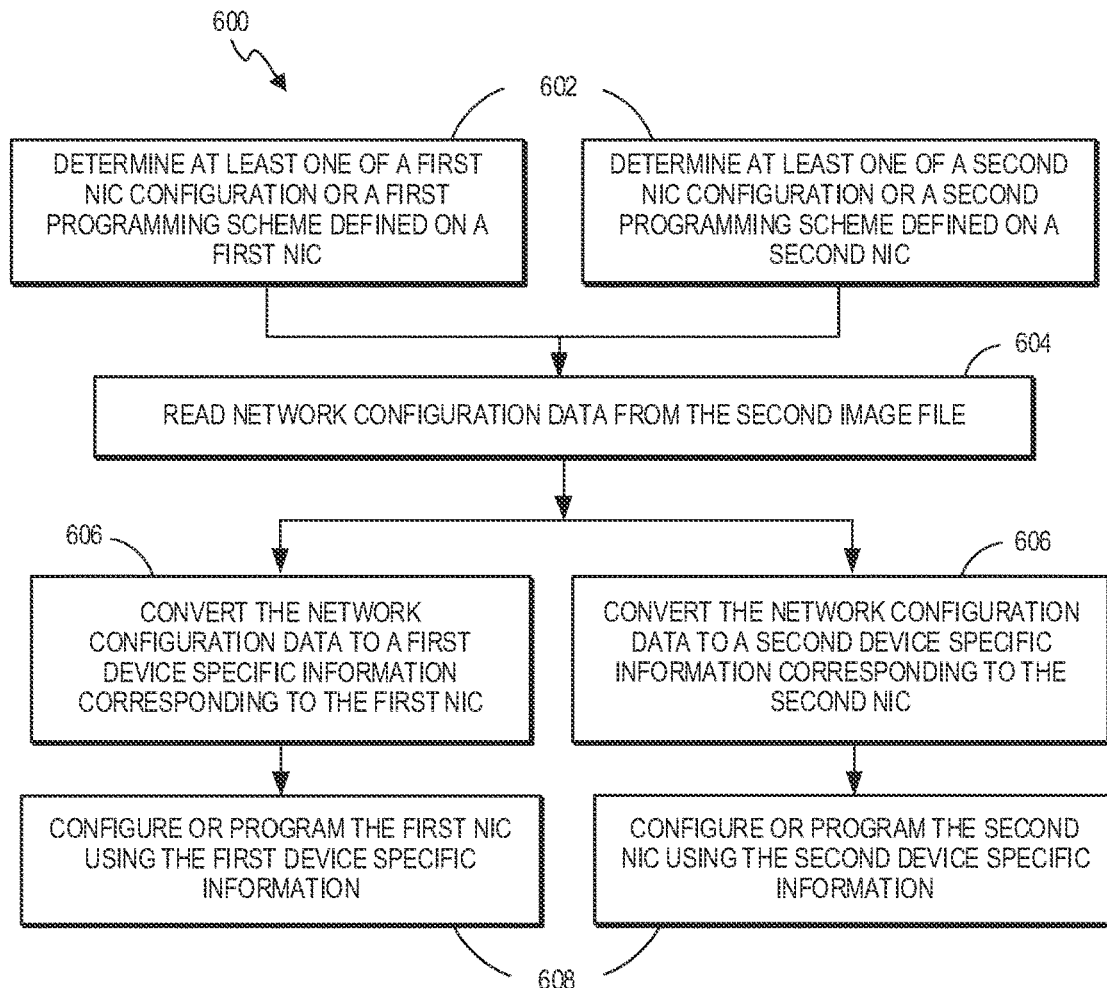 600
602
DETERMINE AT LEAST ONE OF A FIRST
NIC CONFIGURATION OR A FIRST
PROGRAMMING SCHEME DEFINED ON A
FIRST NIC
DETERMINE AT LEAST ONE OF A SECOND
NIC CONFIGURATION OR A SECOND
PROGRAMMING SCHEME DEFINED ON A
SECOND NIC
604
READ NETWORK CONFIGURATION DATA FROM THE SECOND IMAGE FILE
606
CONVERT THE NETWORK
CONFIGURATION DATA TO A FIRST
DEVICE SPECIFIC INFORMATION
CORRESPONDING TO THE FIRST NIC
606
CONVERT THE NETWORK CONFIGURATION
DATA TO A SECOND DEVICE SPECIFIC
INFORMATION CORRESPONDING TO THE
SECOND NIC
CONFIGURE OR PROGRAM THE FIRST NIC
USING THE FIRST DEVICE SPECIFIC
INFORMATION
CONFIGURE OR PROGRAM THE SECOND
NIC USING THE SECOND DEVICE SPECIFIC
INFORMATION
608